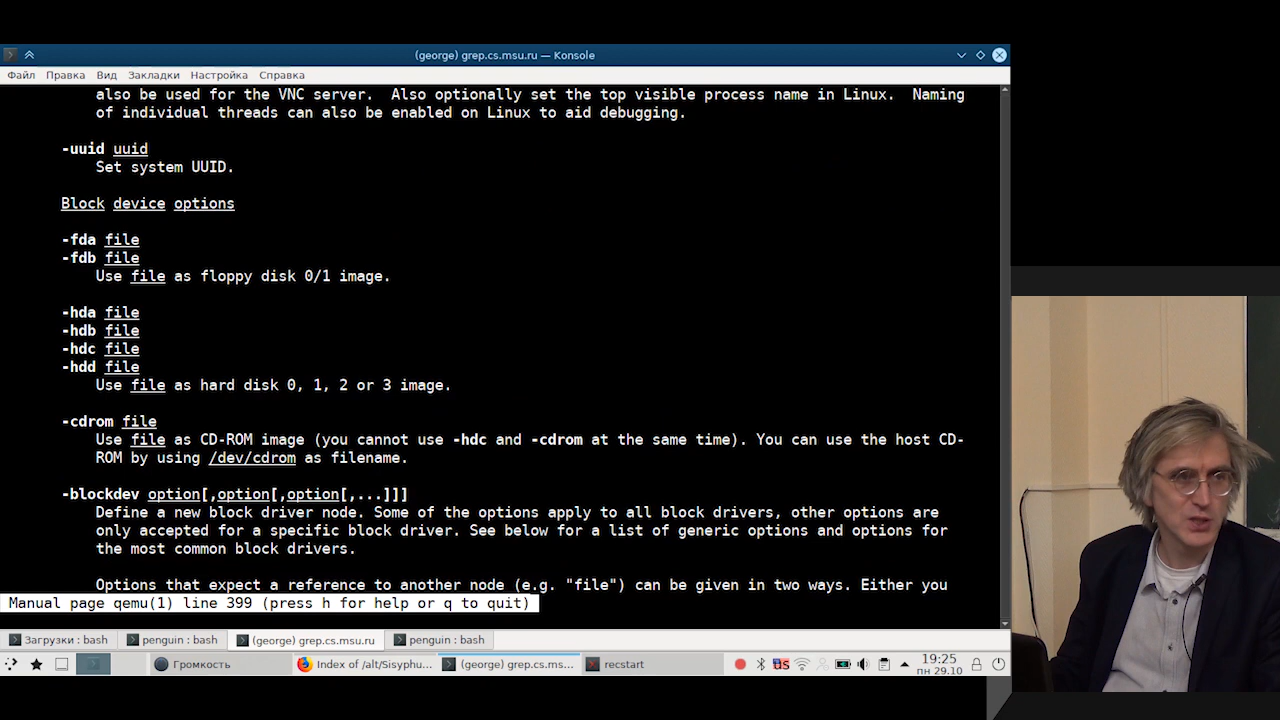 (george) grep.cs.msu.ru — Konsole
Файл Правка Вид Закладки Настройка Справка
also be used for the VNC server.  Also optionally set the top visible process name in Linux.  Naming
of individual threads can also be enabled on Linux to aid debugging.
-uuid uuid
Set system UUID.
Block device options
-fda file
-fdb file
Use file as floppy disk 0/1 image.
-hda file
-hdb file
-hdc file
-hdd file
Use file as hard disk 0, 1, 2 or 3 image.
-cdrom file
Use file as CD-ROM image (you cannot use -hdc and -cdrom at the same time). You can use the host CD-
ROM by using /dev/cdrom as filename.
-blockdev option[,option[,option[,...]]]
Define a new block driver node. Some of the options apply to all block drivers, other options are
only accepted for a specific block driver. See below for a list of generic options and options for
the most common block drivers.
Options that expect a reference to another node (e.g. "file") can be given in two ways. Either you
Manual page qemu(1) line 399 (press h for help or q to quit)
Загрузки : bash penguin : bash (george) grep.cs.msu.ru penguin : bash
Громкость Index of /alt/Sisyphu... (george) grep.cs.ms... recstart us 19:25
пн 29.10